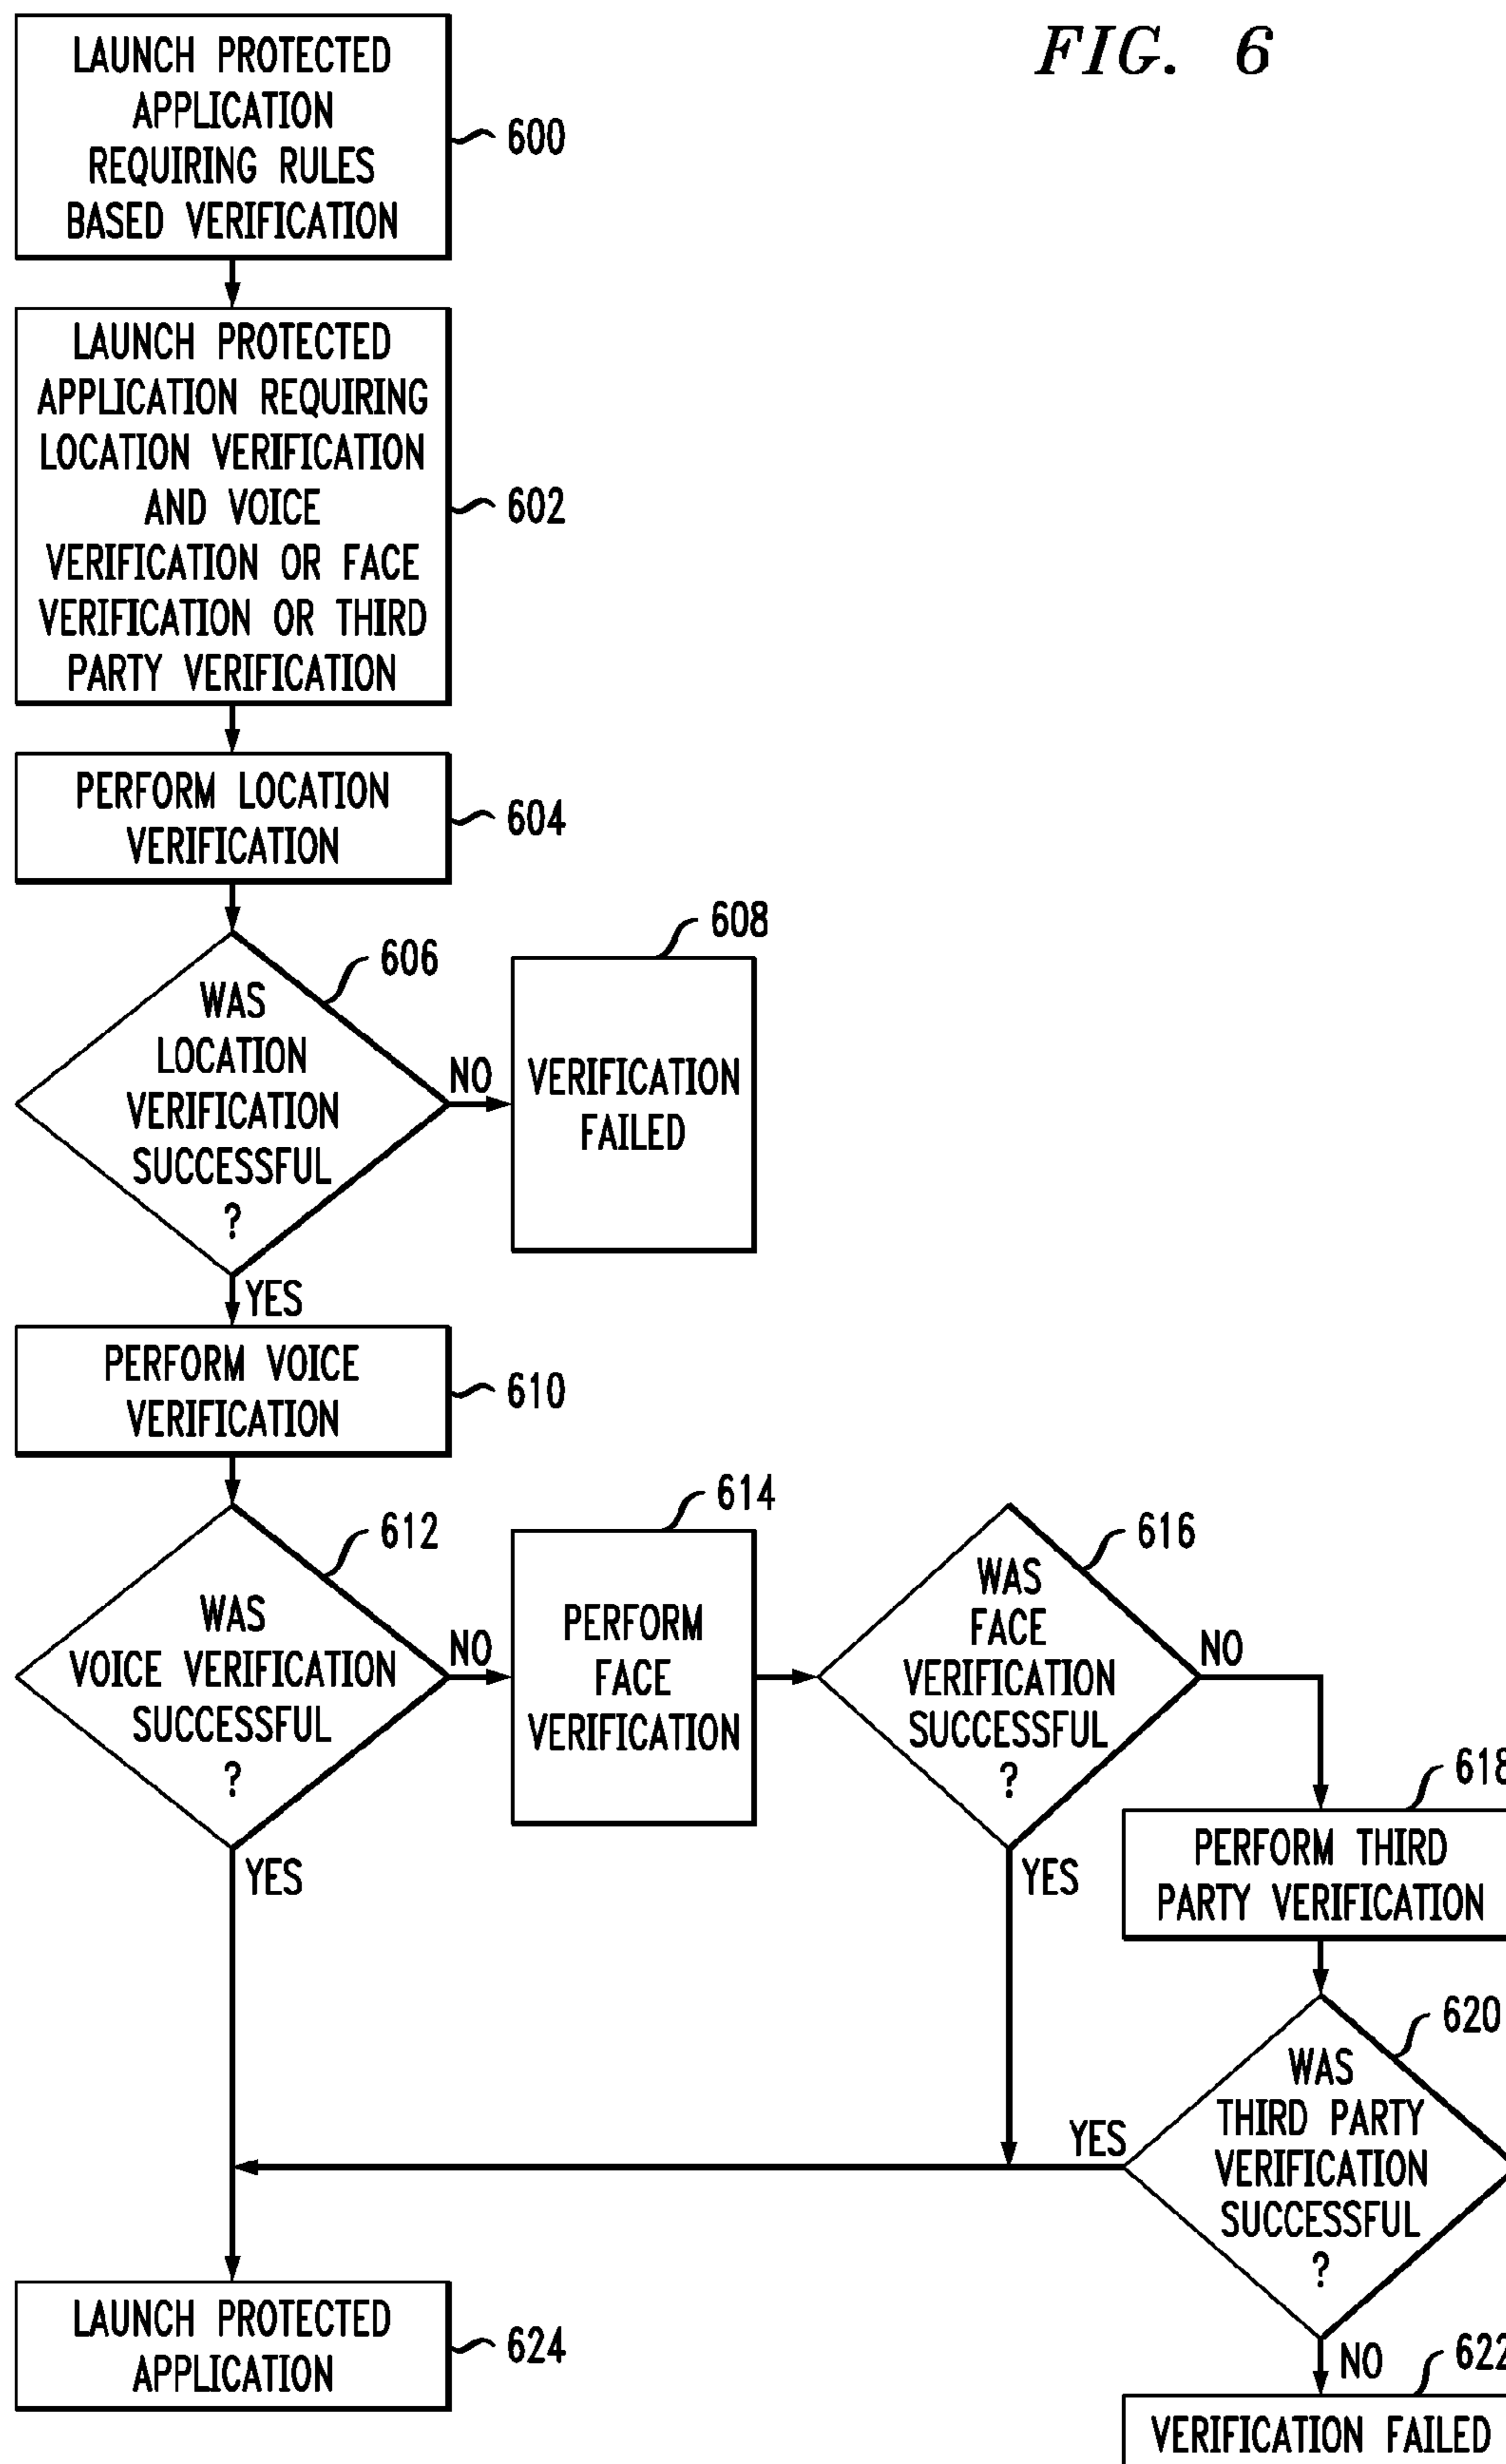 FIG. 6
LAUNCH PROTECTED
APPLICATION
REQUIRING RULES
BASED VERIFICATION
600
LAUNCH PROTECTED
APPLICATION REQUIRING
LOCATION VERIFICATION
AND VOICE
VERIFICATION OR FACE
VERIFICATION OR THIRD
PARTY VERIFICATION
602
PERFORM LOCATION
VERIFICATION
604
606
WAS
LOCATION
VERIFICATION
SUCCESSFUL
?
NO
608
VERIFICATION
FAILED
YES
PERFORM VOICE
VERIFICATION
610
612
WAS
VOICE VERIFICATION
SUCCESSFUL
?
NO
614
PERFORM
FACE
VERIFICATION
616
WAS
FACE
VERIFICATION
SUCCESSFUL
?
NO
YES
YES
618
PERFORM THIRD
PARTY VERIFICATION
620
WAS
THIRD PARTY
VERIFICATION
SUCCESSFUL
?
YES
NO
LAUNCH PROTECTED
APPLICATION
624
622
VERIFICATION FAILED